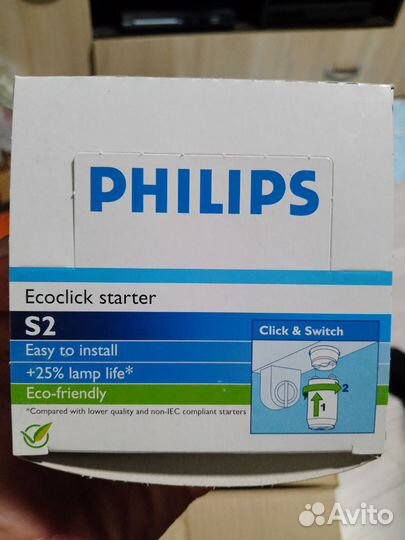 PHILIPS
Ecoclick starter
S2
Easy to install
+25% lamp life*
Eco-friendly
*Compared with lower quality and non-IEC compliant starters
Click & Switch
2
1
Avito